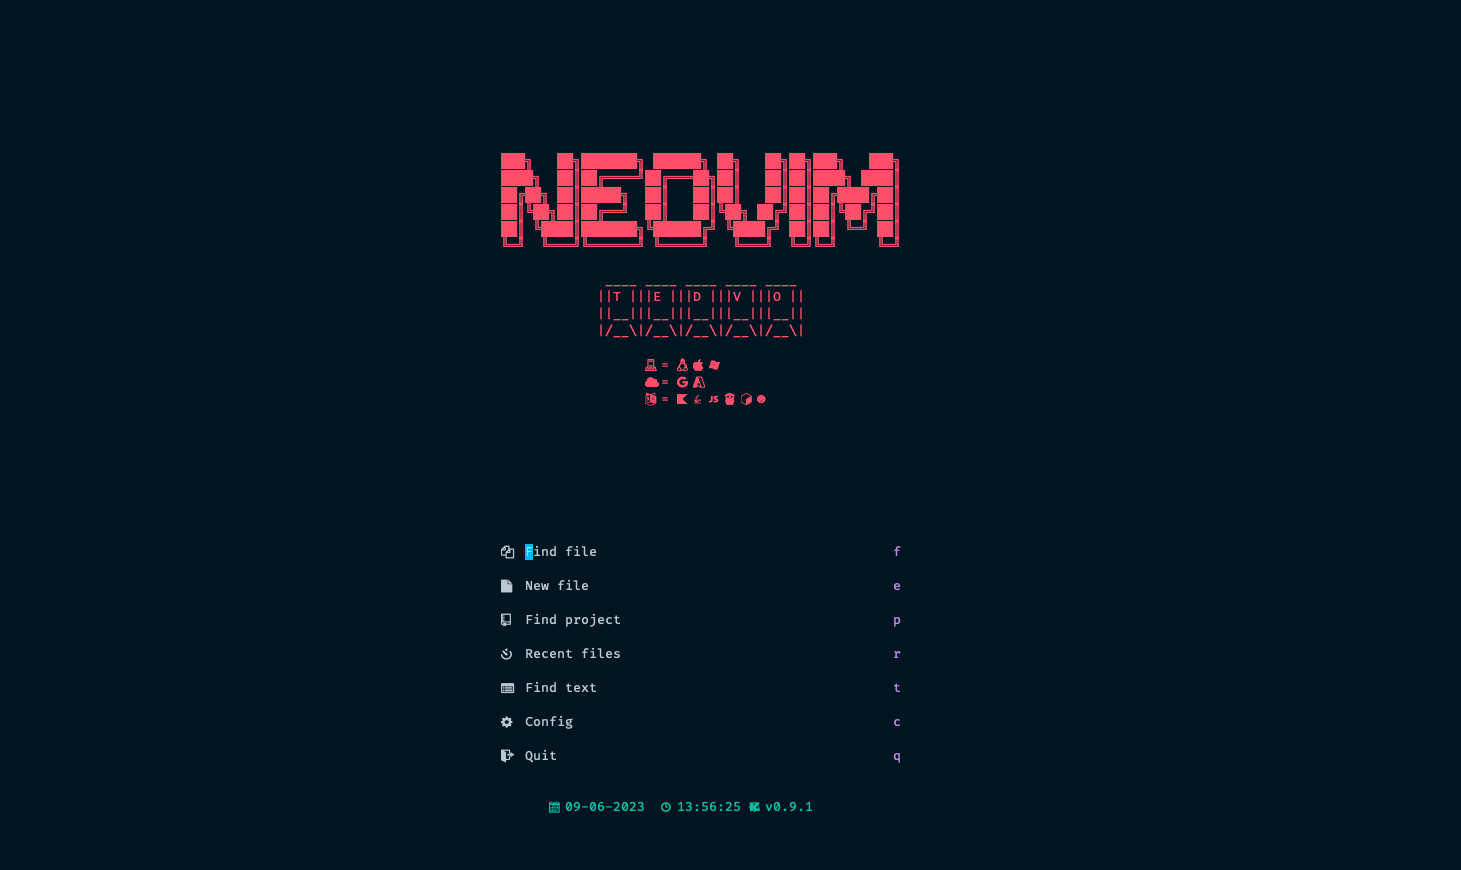 NEOVIM
T E D V O
=
=
= JS
Find file f
New file e
Find project p
Recent files r
Find text t
Config c
Quit q
09-06-2023 13:56:25 v0.9.1